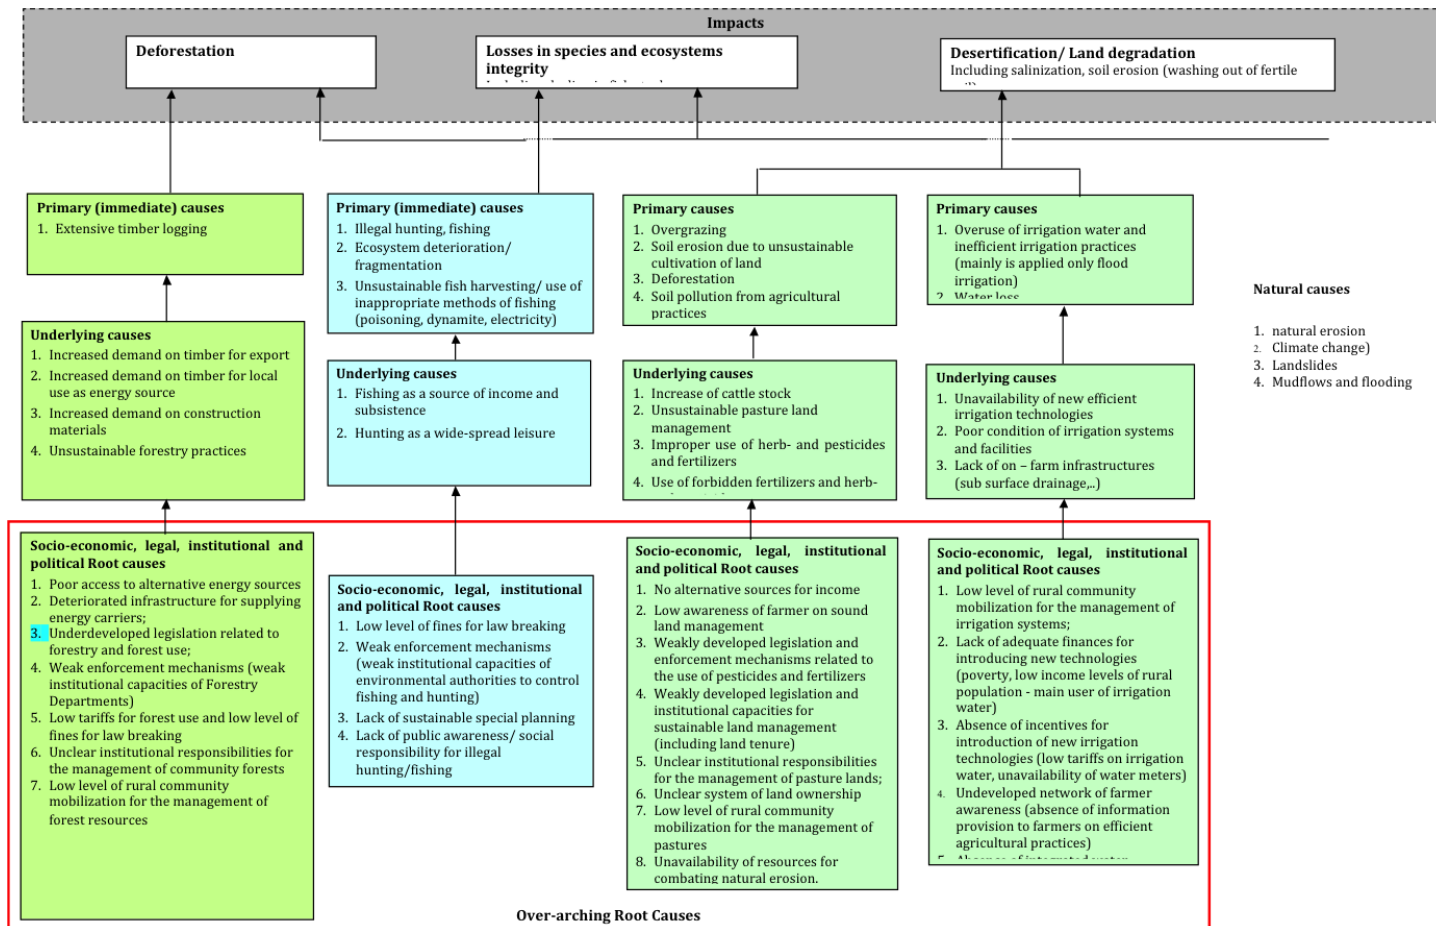 Impacts
Deforestation
Losses in species and ecosystems
integrity
Desertification/ Land degradation
Including salinization, soil erosion (washing out of fertile
Primary (immediate) causes
1. Extensive timber logging
Primary (immediate) causes
1. Illegal hunting, fishing
2. Ecosystem deterioration/
fragmentation
3. Unsustainable fish harvesting/ use of
inappropriate methods of fishing
(poisoning, dynamite, electricity)
Primary causes
1. Overgrazing
2. Soil erosion due to unsustainable
cultivation of land
3. Deforestation
4. Soil pollution from agricultural
practices
Primary causes
1. Overuse of irrigation water and
inefficient irrigation practices
(mainly is applied only flood
irrigation)
2. Water loss
Natural causes
1. natural erosion
2. Climate change)
3. Landslides
4. Mudflows and flooding
Underlying causes
1. Increased demand on timber for export
2. Increased demand on timber for local
use as energy source
3. Increased demand on construction
materials
4. Unsustainable forestry practices
Underlying causes
1. Fishing as a source of income and
subsistence
2. Hunting as a wide-spread leisure
Underlying causes
1. Increase of cattle stock
2. Unsustainable pasture land
management
3. Improper use of herb- and pesticides
and fertilizers
4. Use of forbidden fertilizers and herb-
Underlying causes
1. Unavailability of new efficient
irrigation technologies
2. Poor condition of irrigation systems
and facilities
3. Lack of on – farm infrastructures
(sub surface drainage,..)
Socio-economic, legal, institutional and
political Root causes
1. Poor access to alternative energy sources
2. Deteriorated infrastructure for supplying
energy carriers;
3. Underdeveloped legislation related to
forestry and forest use;
4. Weak enforcement mechanisms (weak
institutional capacities of Forestry
Departments)
5. Low tariffs for forest use and low level of
fines for law breaking
6. Unclear institutional responsibilities for
the management of community forests
7. Low level of rural community
mobilization for the management of
forest resources
Socio-economic, legal, institutional
and political Root causes
1. Low level of fines for law breaking
2. Weak enforcement mechanisms
(weak institutional capacities of
environmental authorities to control
fishing and hunting)
3. Lack of sustainable special planning
4. Lack of public awareness/ social
responsibility for illegal
hunting/fishing
Socio-economic, legal, institutional
and political Root causes
1. No alternative sources for income
2. Low awareness of farmer on sound
land management
3. Weakly developed legislation and
enforcement mechanisms related to
the use of pesticides and fertilizers
4. Weakly developed legislation and
institutional capacities for
sustainable land management
(including land tenure)
5. Unclear institutional responsibilities
for the management of pasture lands;
6. Unclear system of land ownership
7. Low level of rural community
mobilization for the management of
pastures
8. Unavailability of resources for
combating natural erosion.
Socio-economic, legal, institutional
and political Root causes
1. Low level of rural community
mobilization for the management of
irrigation systems;
2. Lack of adequate finances for
introducing new technologies
(poverty, low income levels of rural
population - main user of irrigation
water)
3. Absence of incentives for
introduction of new irrigation
technologies (low tariffs on irrigation
water, unavailability of water meters)
4. Undeveloped network of farmer
awareness (absence of information
provision to farmers on efficient
agricultural practices)
Over-arching Root Causes